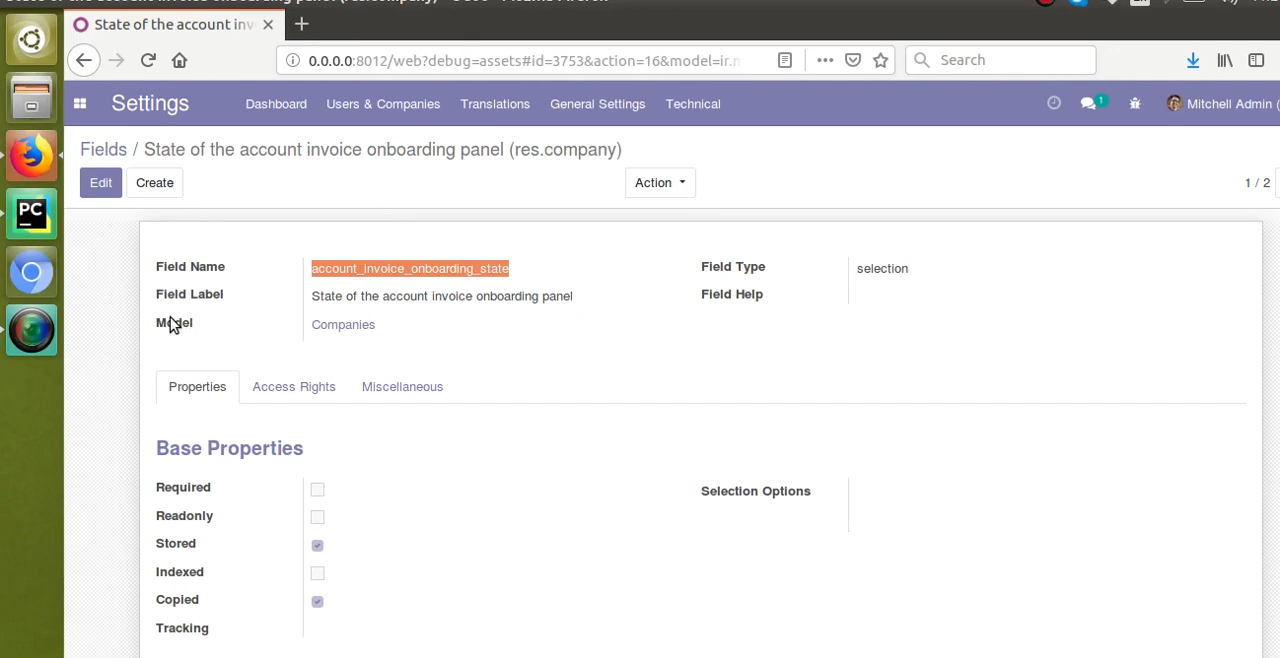 State of the account inv
0.0.0.0:8012/web?debug=assets#id=3753&action=16&model=ir.m
Search
Settings
Dashboard
Users & Companies
Translations
General Settings
Technical
1
Mitchell Admin (
Fields / State of the account invoice onboarding panel (res.company)
Edit
Create
Action
1 / 2
Field Name
account_invoice_onboarding_state
Field Type
selection
Field Label
State of the account invoice onboarding panel
Field Help
Model
Companies
Properties
Access Rights
Miscellaneous
Base Properties
Required
Selection Options
Readonly
Stored
Indexed
Copied
Tracking
PC